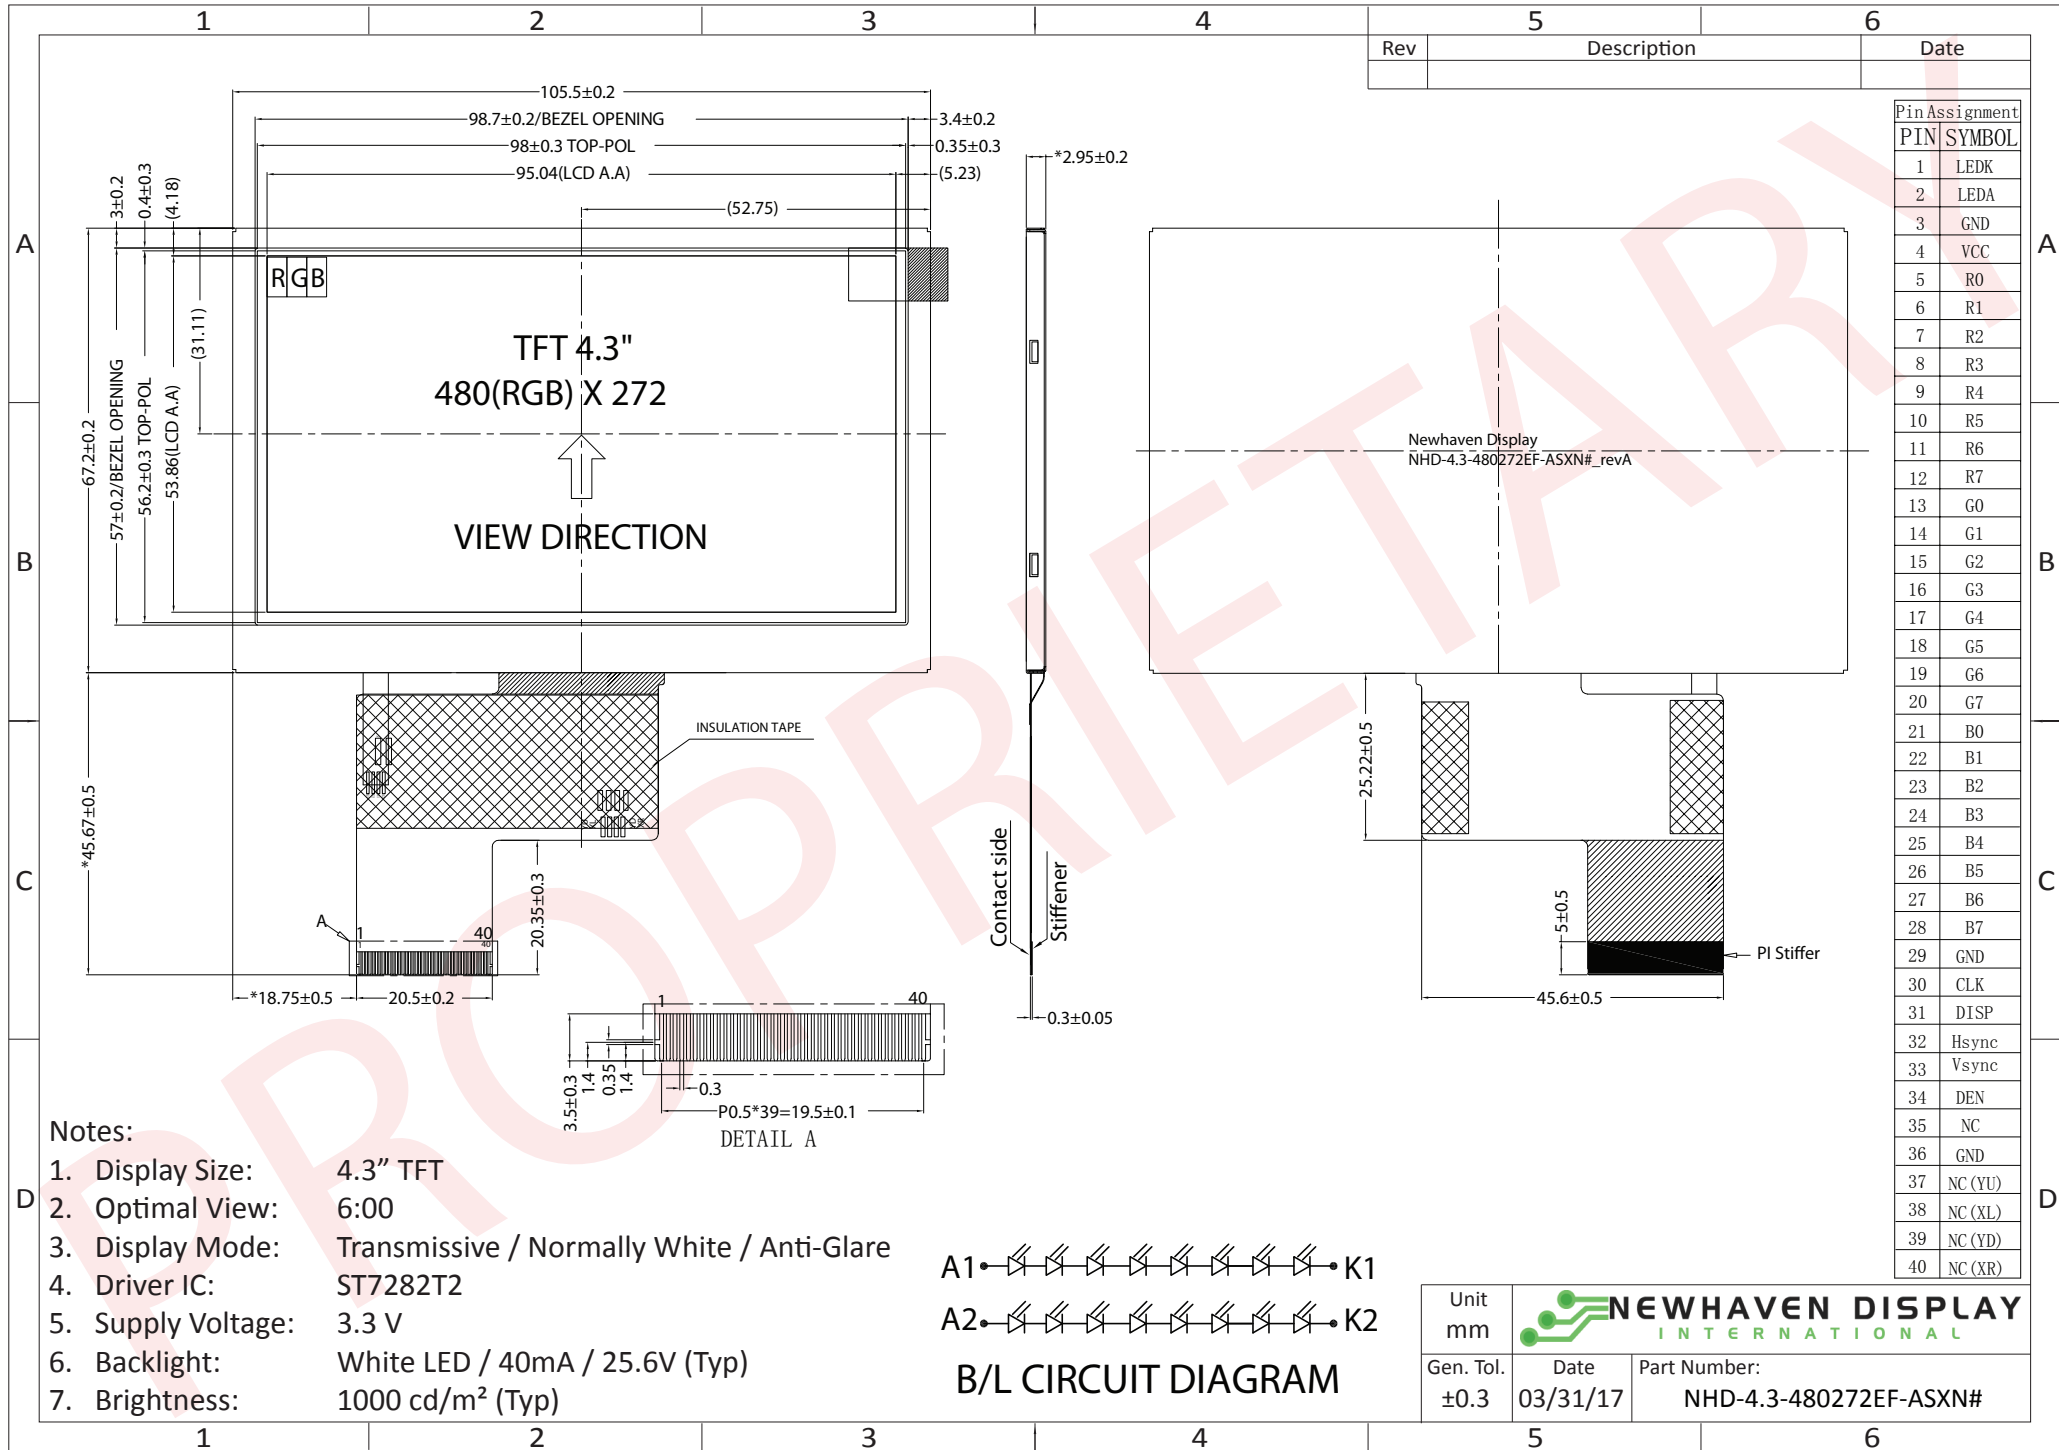 1 2 3 4 5 6
Rev Description Date
A
B
C
D
105.5±0.2
98.7±0.2/BEZEL OPENING
3.4±0.2
98±0.3 TOP-POL
0.35±0.3
95.04(LCD A.A)
(5.23)
(52.75)
3±0.2
0.4±0.3
(4.18)
67.2±0.2
57±0.2/BEZEL OPENING
56.2±0.3 TOP-POL
53.86(LCD A.A)
(31.11)
RGB
TFT 4.3"
480(RGB) X 272
VIEW DIRECTION
*2.95±0.2
Newhaven Display
NHD-4.3-480272EF-ASXN#_revA
INSULATION TAPE
*45.67±0.5
20.35±0.3
A
1 40
1 40
*18.75±0.5
20.5±0.2
Contact side
Stiffener
0.3±0.05
25.22±0.5
5±0.5
PI Stiffer
45.6±0.5
1 40
3.5±0.3
1.4
0.35
1.4
0.3
P0.5*39=19.5±0.1
DETAIL A
Pin Assignment
PIN SYMBOL
1 LEDK
2 LEDA
3 GND
4 VCC
5 R0
6 R1
7 R2
8 R3
9 R4
10 R5
11 R6
12 R7
13 G0
14 G1
15 G2
16 G3
17 G4
18 G5
19 G6
20 G7
21 B0
22 B1
23 B2
24 B3
25 B4
26 B5
27 B6
28 B7
29 GND
30 CLK
31 DISP
32 Hsync
33 Vsync
34 DEN
35 NC
36 GND
37 NC(YU)
38 NC(XL)
39 NC(YD)
40 NC(XR)
A
B
C
D
PROPRIETARY
Notes:
1. Display Size: 4.3” TFT
2. Optimal View: 6:00
3. Display Mode: Transmissive / Normally White / Anti-Glare
4. Driver IC: ST7282T2
5. Supply Voltage: 3.3 V
6. Backlight: White LED / 40mA / 25.6V (Typ)
7. Brightness: 1000 cd/m² (Typ)
A1 K1
A2 K2
B/L CIRCUIT DIAGRAM
Unit
mm
NEWHAVEN DISPLAY
INTERNATIONAL
Gen. Tol.
±0.3
Date
03/31/17
Part Number:
NHD-4.3-480272EF-ASXN#
1 2 3 4 5 6